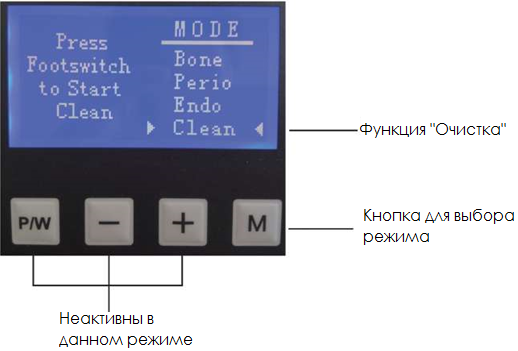 Press
Footswitch
to Start
Clean
MODE
Bone
Perio
Endo
Clean
Функция "Очистка"
P/W
−
+
M
Кнопка для выбора
режима
Неактивны в
данном режиме